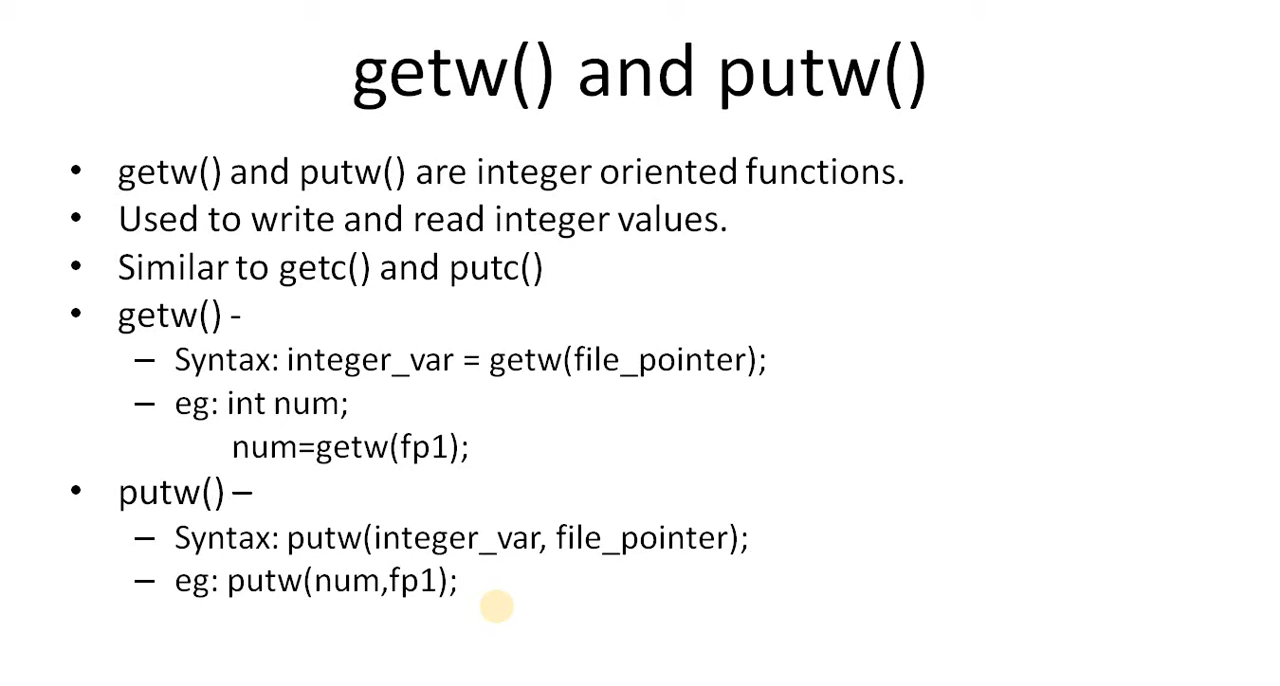 getw() and putw()
• getw() and putw() are integer oriented functions.
• Used to write and read integer values.
• Similar to getc() and putc()
• getw() -
– Syntax: integer_var = getw(file_pointer);
– eg: int num;
num=getw(fp1);
• putw() –
– Syntax: putw(integer_var, file_pointer);
– eg: putw(num,fp1);